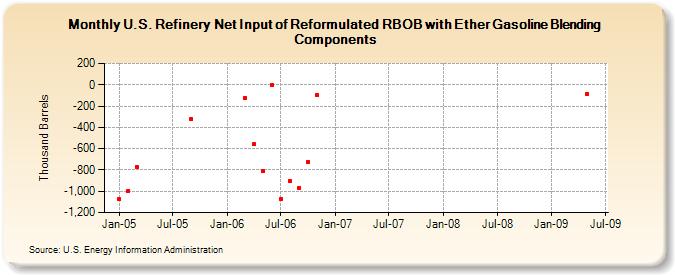 Monthly U.S. Refinery Net Input of Reformulated RBOB with Ether Gasoline Blending
Components
Thousand Barrels
200
0
-200
-400
-600
-800
-1,000
-1,200
Jan-05 Jul-05 Jan-06 Jul-06 Jan-07 Jul-07 Jan-08 Jul-08 Jan-09 Jul-09
Source: U.S. Energy Information Administration